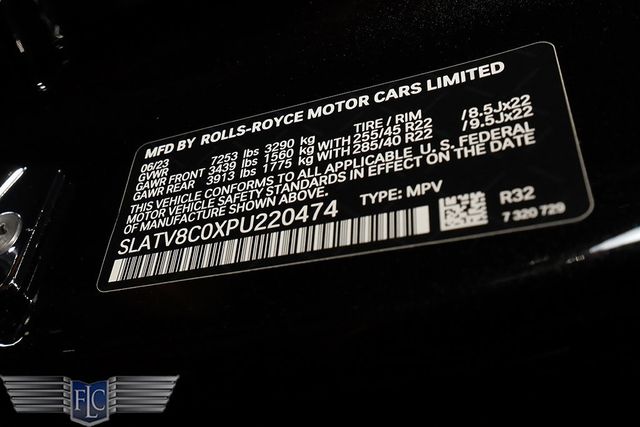 MFD BY ROLLS-ROYCE MOTOR CARS LIMITED
06/23 TIRE / RIM
GVWR 7253 lbs 3290 kg
GAWR FRONT 3439 lbs 1560 kg WITH 255/45 R22 / 8.5Jx22
GAWR REAR 3913 lbs 1775 kg WITH 285/40 R22 / 9.5Jx22
THIS VEHICLE CONFORMS TO ALL APPLICABLE U. S. FEDERAL
MOTOR VEHICLE SAFETY STANDARDS IN EFFECT ON THE DATE
OF MANUFACTURE SHOWN ABOVE.
SLATV8C0XPU220474 TYPE: MPV R32
7 320 729
FLC